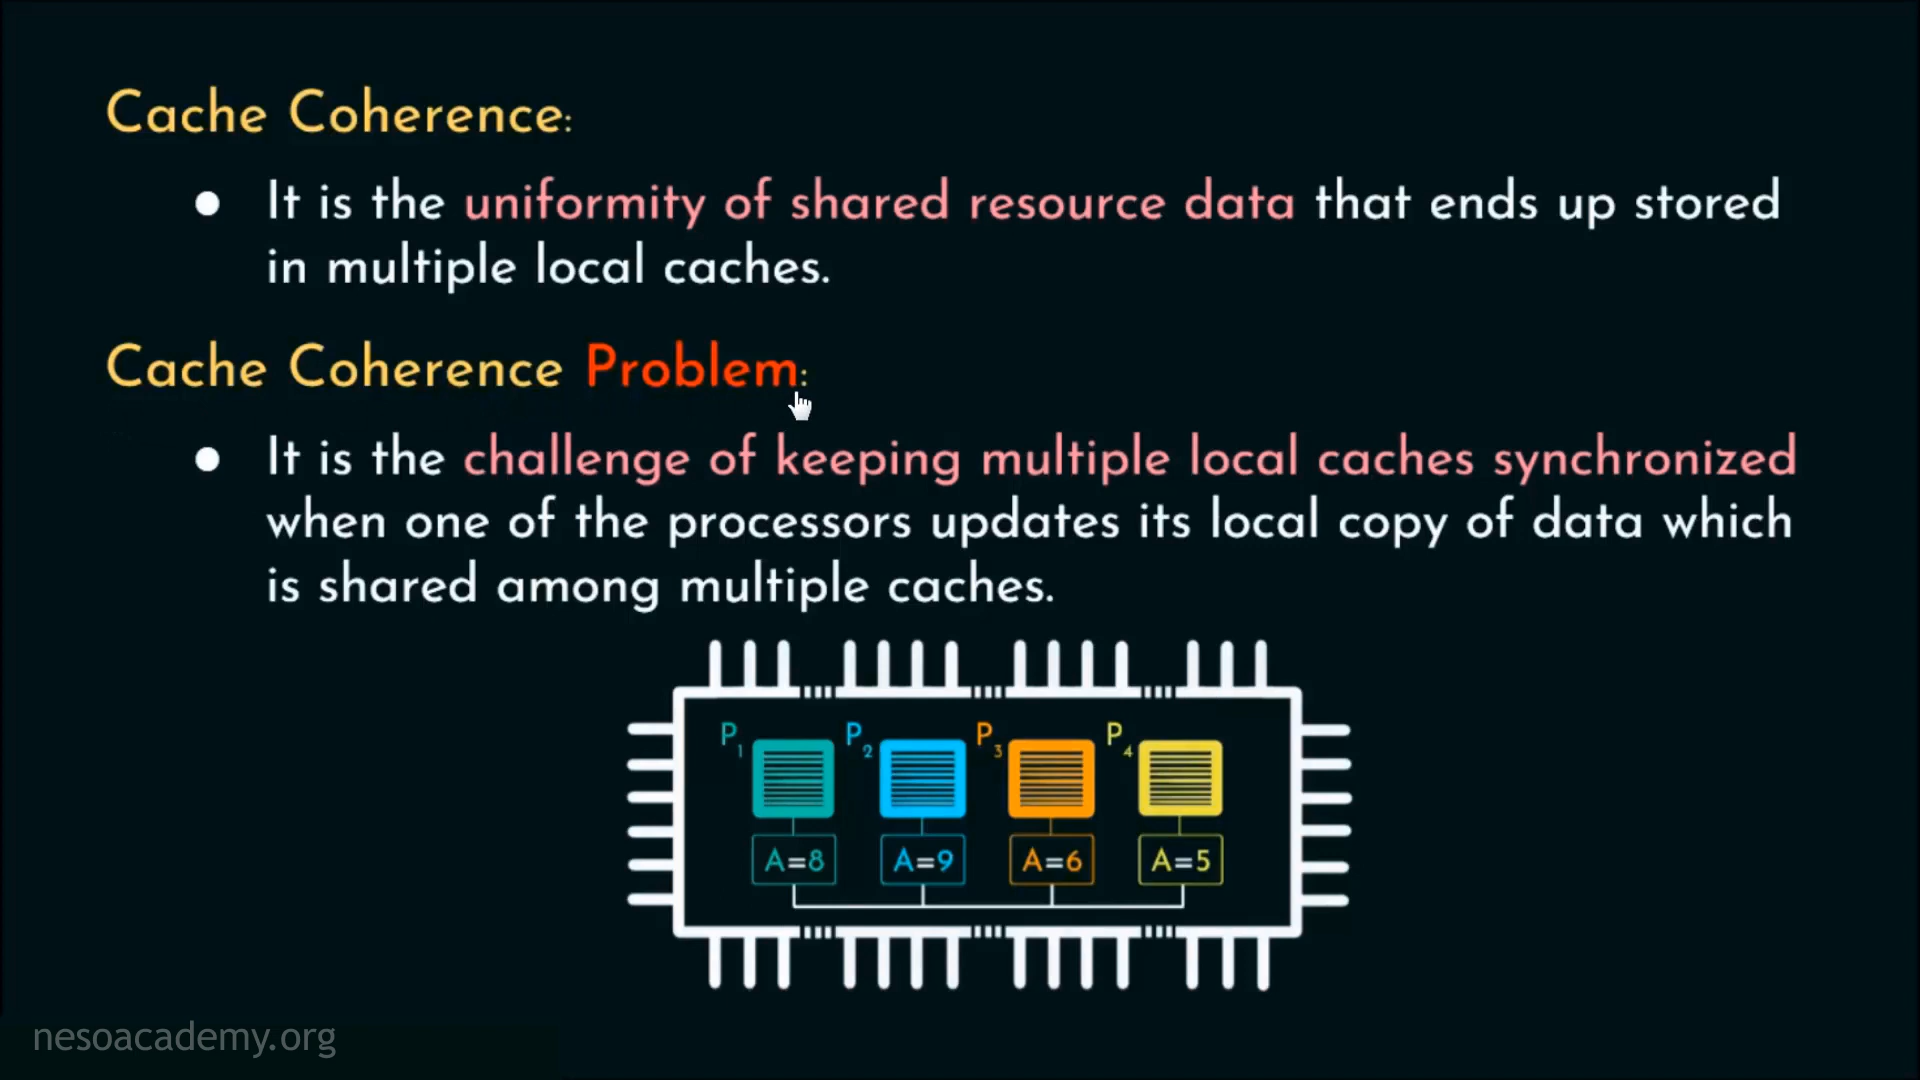 Cache Coherence:
● It is the uniformity of shared resource data that ends up stored
in multiple local caches.
Cache Coherence Problem:
● It is the challenge of keeping multiple local caches synchronized
when one of the processors updates its local copy of data which
is shared among multiple caches.
P1 P2 P3 P4
A=8 A=9 A=6 A=5
nesoacademy.org